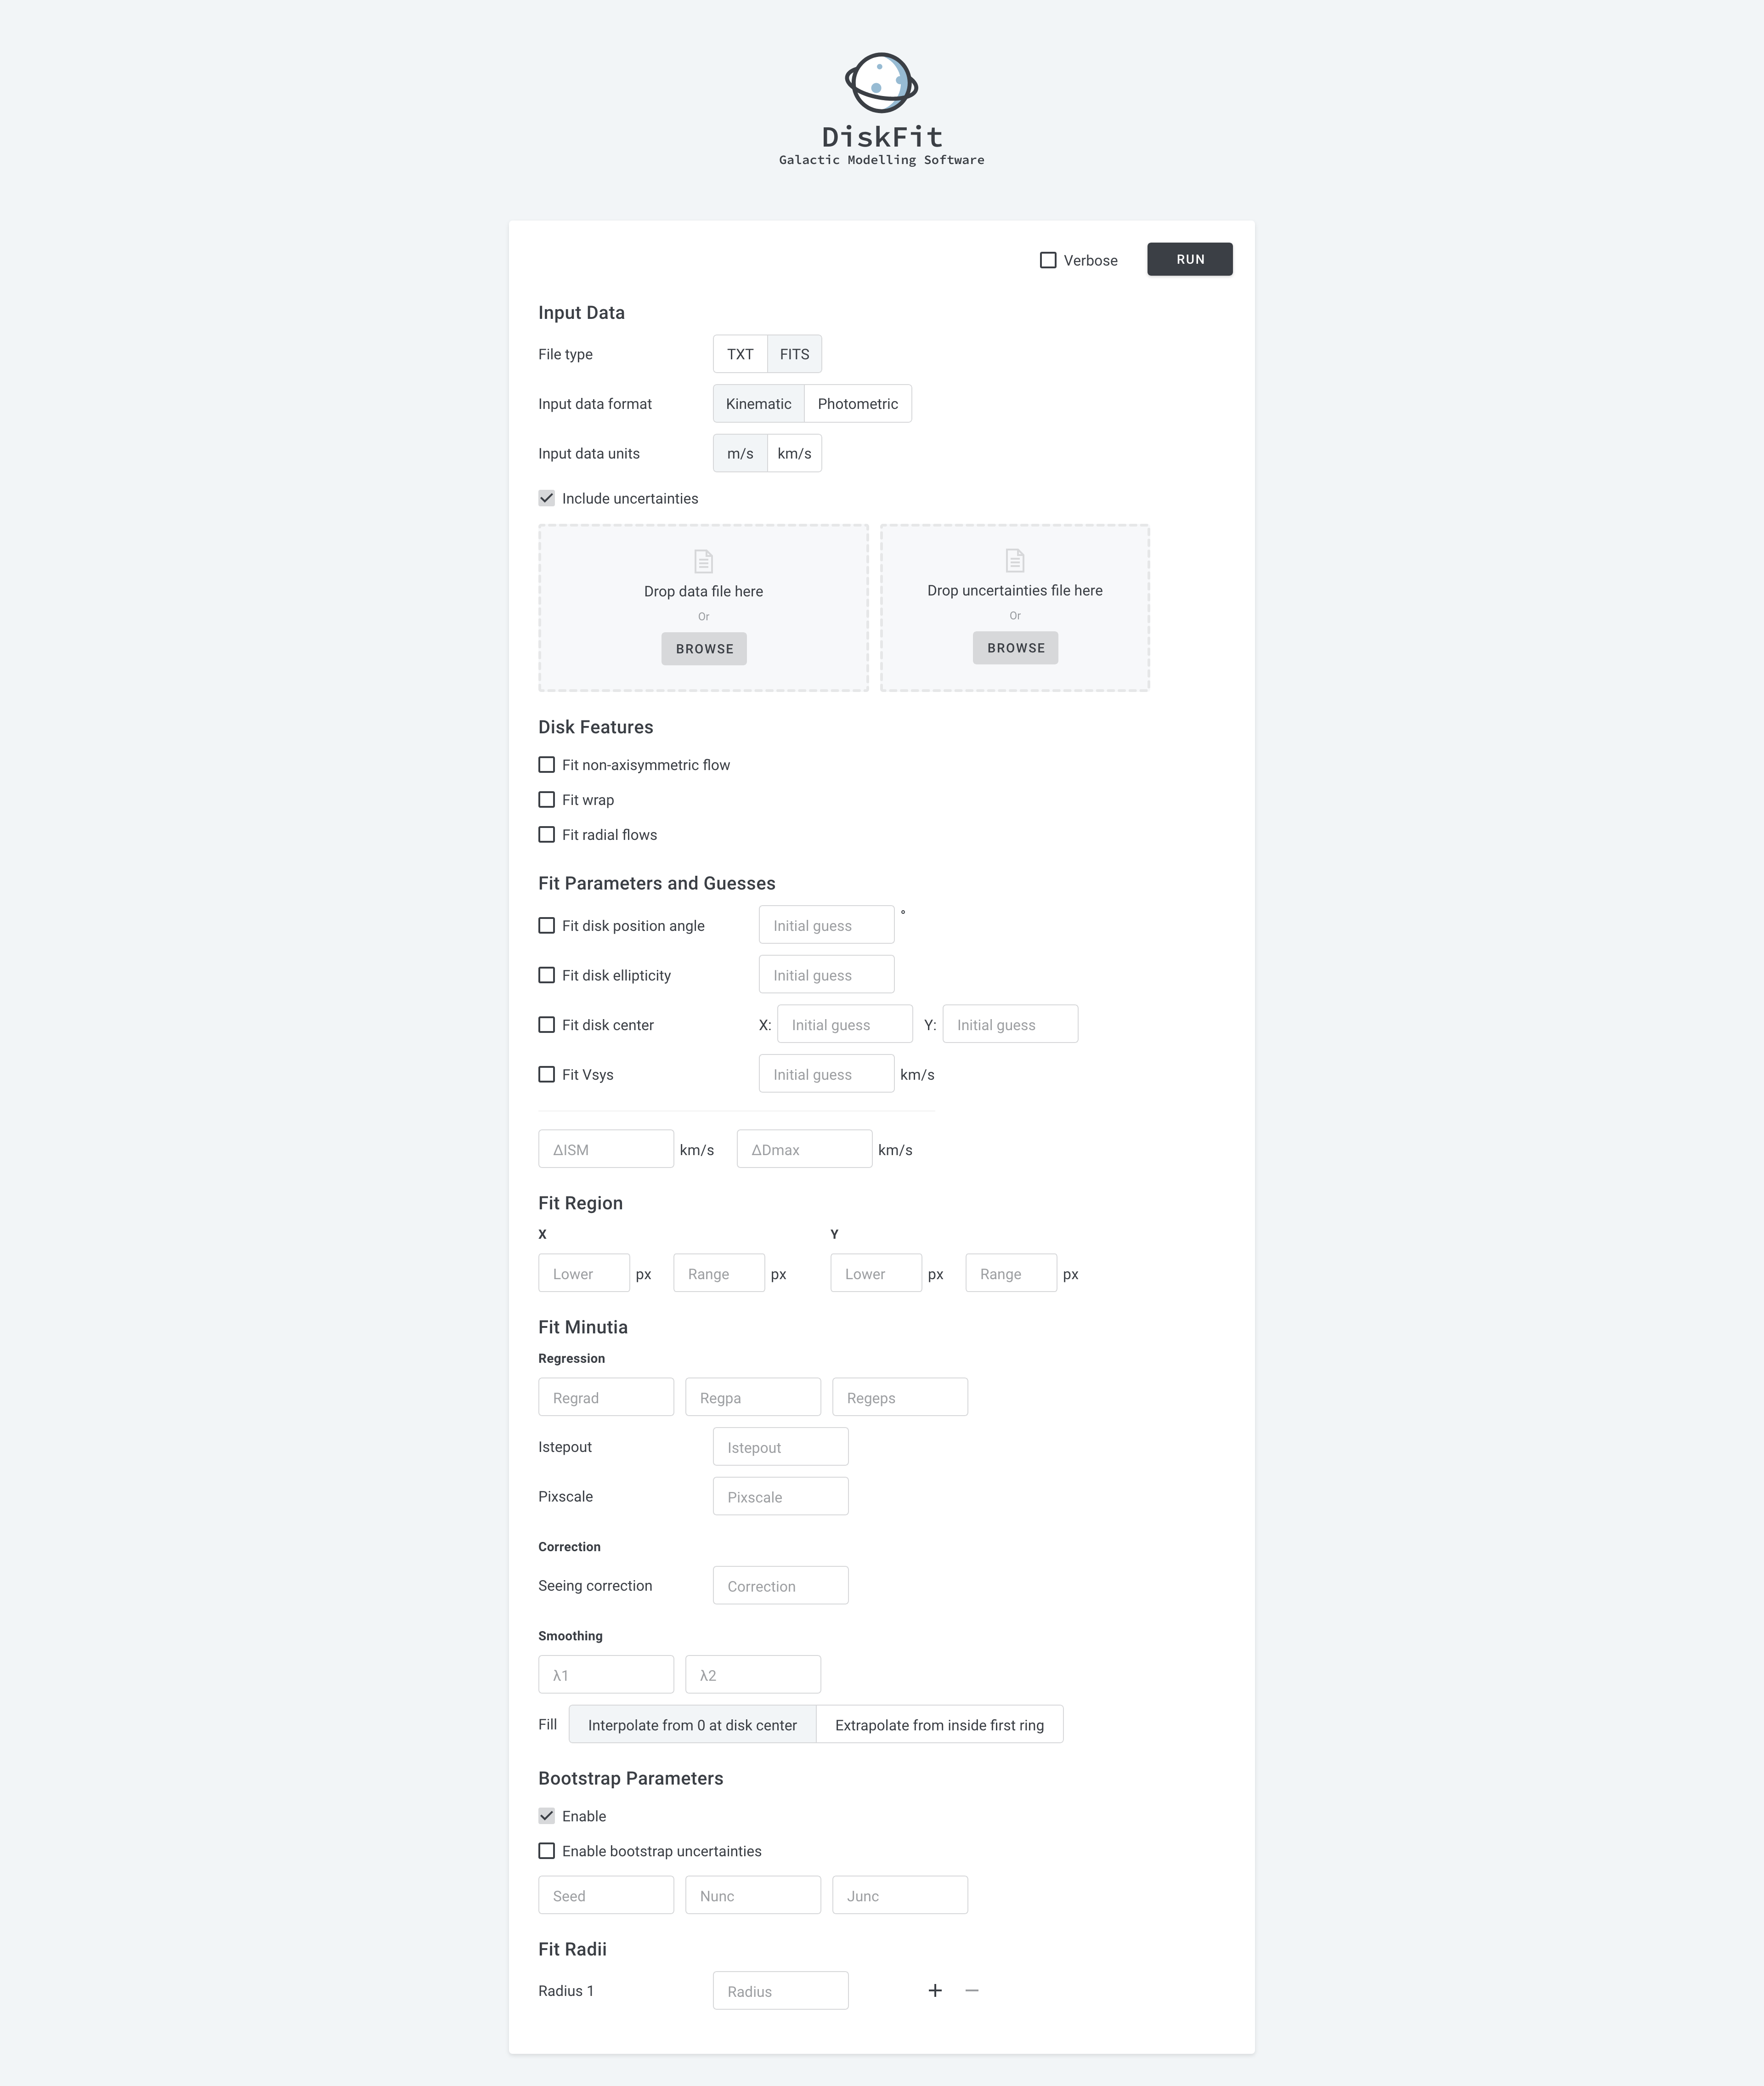 DiskFit
Galactic Modelling Software
Verbose RUN
Input Data
File type TXT FITS
Input data format Kinematic Photometric
Input data units m/s km/s
Include uncertainties
Drop data file here Drop uncertainties file here
Or Or
BROWSE BROWSE
Disk Features
Fit non-axisymmetric flow
Fit wrap
Fit radial flows
Fit Parameters and Guesses
Fit disk position angle Initial guess °
Fit disk ellipticity Initial guess
Fit disk center X: Initial guess Y: Initial guess
Fit Vsys Initial guess km/s
ΔISM km/s ΔDmax km/s
Fit Region
X Y
Lower px Range px Lower px Range px
Fit Minutia
Regression
Regrad Regpa Regeps
Istepout Istepout
Pixscale Pixscale
Correction
Seeing correction Correction
Smoothing
λ1 λ2
Fill Interpolate from 0 at disk center Extrapolate from inside first ring
Bootstrap Parameters
Enable
Enable bootstrap uncertainties
Seed Nunc Junc
Fit Radii
Radius 1 Radius + −